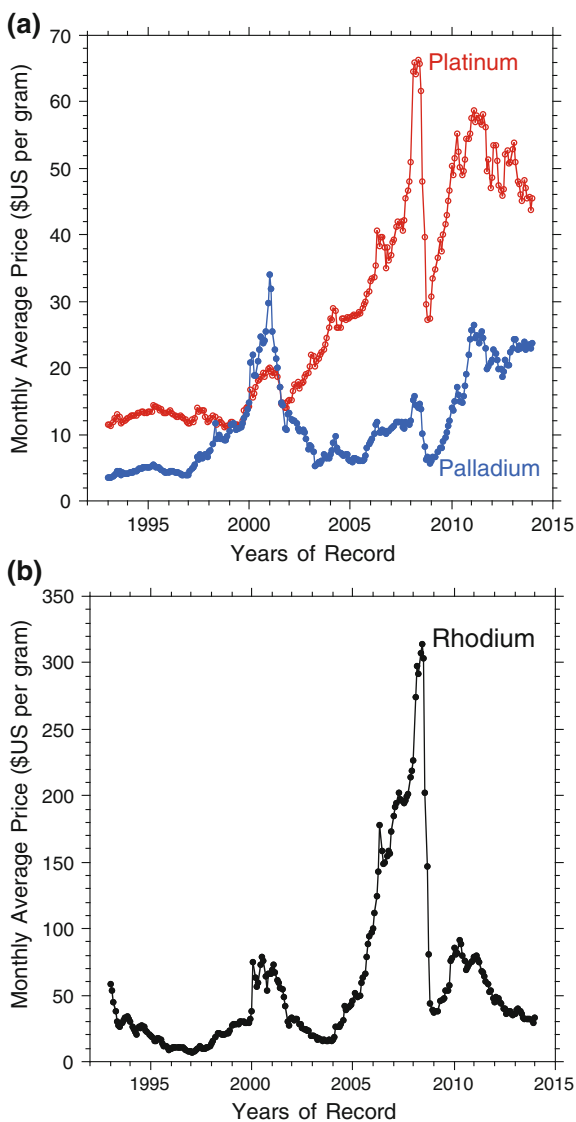 (a)
70
60
50
40
30
20
10
0
Monthly Average Price ($US per gram)
Platinum
Palladium
1995 2000 2005 2010 2015
Years of Record
(b)
350
300
250
200
150
100
50
0
Monthly Average Price ($US per gram)
Rhodium
1995 2000 2005 2010 2015
Years of Record